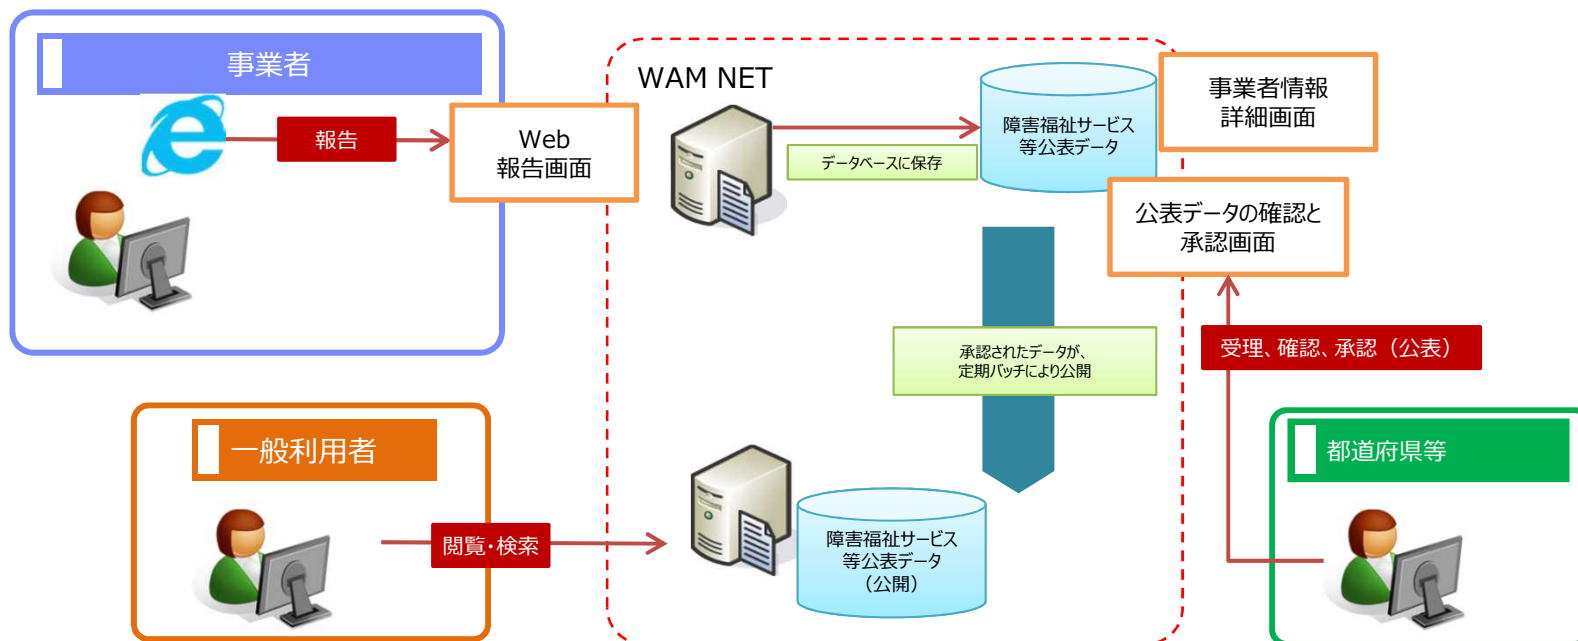 事業者
報告
Web
報告画面
WAM NET
データベースに保存
障害福祉サービス
等公表データ
事業者情報
詳細画面
公表データの確認と
承認画面
承認されたデータが、
定期バッチにより公開
受理、確認、承認（公表）
一般利用者
閲覧・検索
障害福祉サービス
等公表データ
（公開）
都道府県等